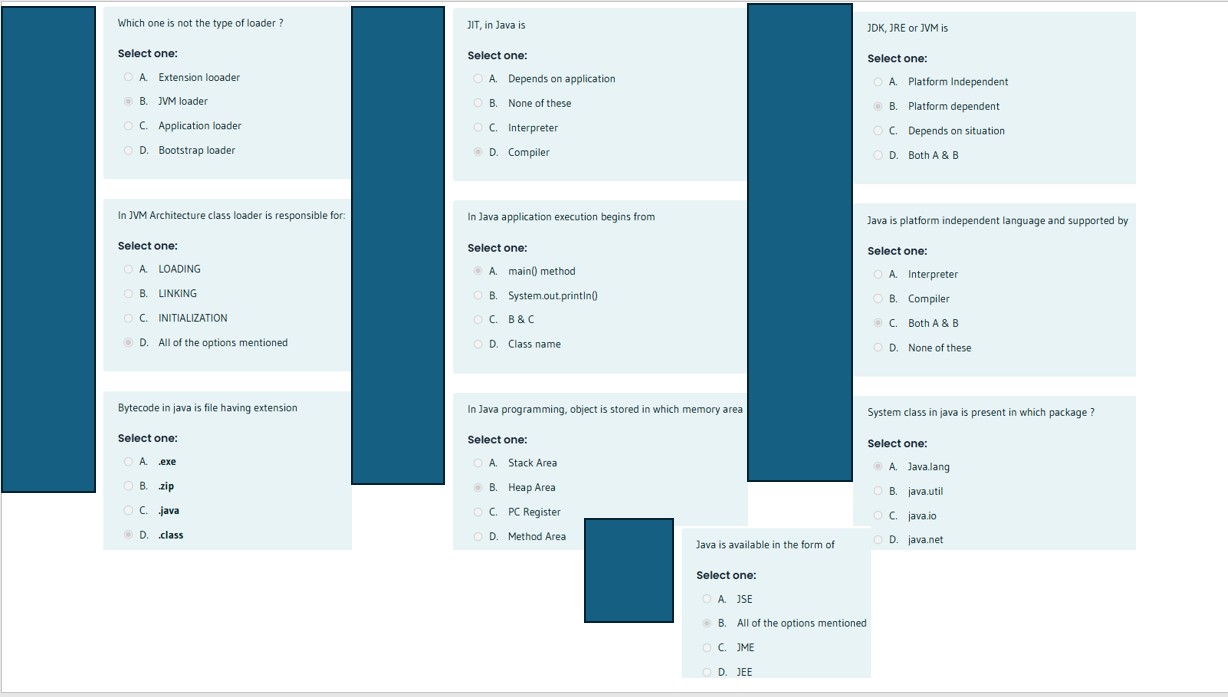 Which one is not the type of loader ?
Select one:
A. Extension looader
B. JVM loader
C. Application loader
D. Bootstrap loader
In JVM Architecture class loader is responsible for:
Select one:
A. LOADING
B. LINKING
C. INITIALIZATION
D. All of the options mentioned
Bytecode in java is file having extension
Select one:
A. .exe
B. .zip
C. .java
D. .class
JIT, in Java is
Select one:
A. Depends on application
B. None of these
C. Interpreter
D. Compiler
In Java application execution begins from
Select one:
A. main() method
B. System.out.println()
C. B & C
D. Class name
In Java programming, object is stored in which memory area
Select one:
A. Stack Area
B. Heap Area
C. PC Register
D. Method Area
JDK, JRE or JVM is
Select one:
A. Platform Independent
B. Platform dependent
C. Depends on situation
D. Both A & B
Java is platform independent language and supported by
Select one:
A. Interpreter
B. Compiler
C. Both A & B
D. None of these
System class in java is present in which package ?
Select one:
A. Java.lang
B. java.util
C. java.io
D. java.net
Java is available in the form of
Select one:
A. JSE
B. All of the options mentioned
C. JME
D. JEE